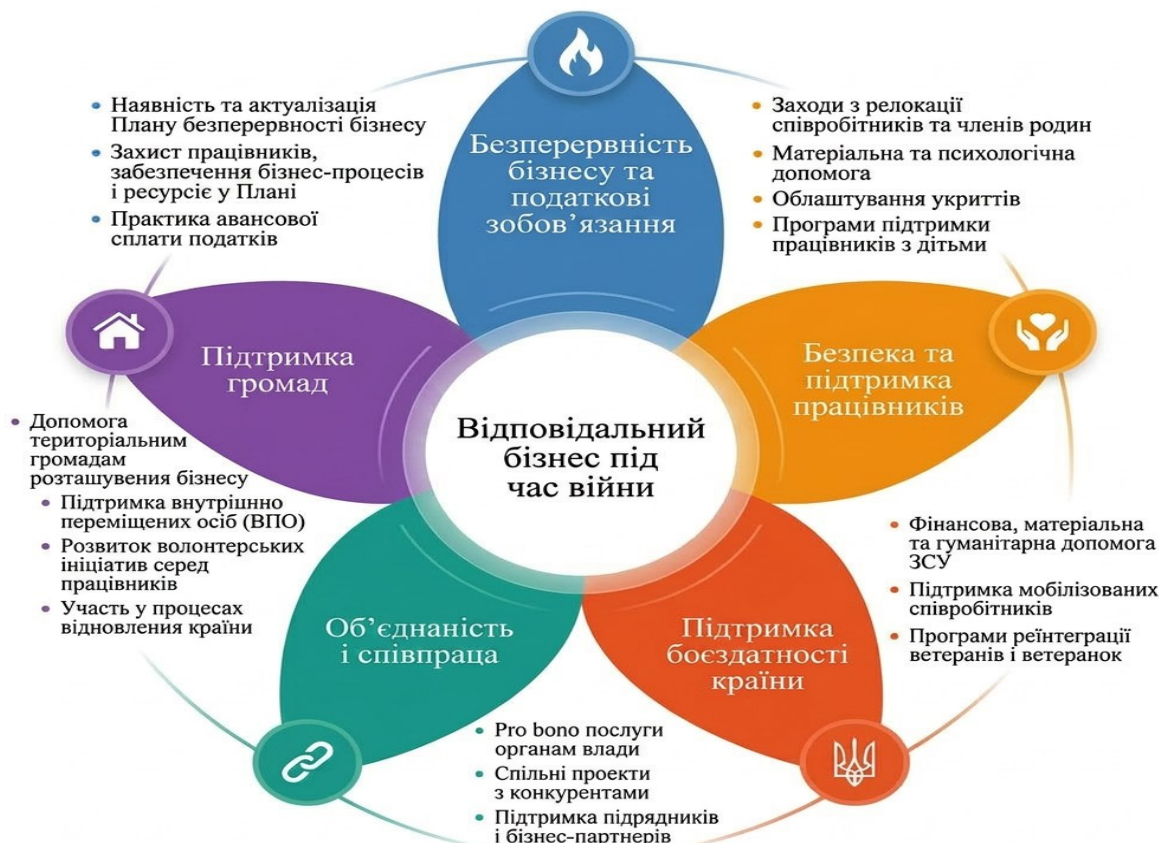 Безперервність
бізнесу та
податкові
зобов’язання
Наявність та актуалізація
Плану безперервності бізнесу
Захист працівників,
забезпечення бізнес-процесів
і ресурсіє у Плані
Практика авансової
сплати податків
Заходи з релокації
співробітників та членів родин
Матеріальна та психологічна
допомога
Облаштування укриттів
Програми підтримки
працівників з дітьми
Підтримка
громад
Безпека та
підтримка
працівників
Відповідальний
бізнес під
час війни
Допомога
територіальним
громадам
розташувення бізнесу
Підтримка внутрішнно
переміщених осіб (ВПО)
Розвиток волонтерських
ініціатив серед
працівників
Участь у процесах
відновлення країни
Фінансова, матеріальна
та гуманітарна допомога
ЗСУ
Підтримка мобілізованих
співробітників
Програми реінтеграції
ветеранів і ветеранок
Об’єднаність
і співпраца
Підтримка
боєздатності
країни
Pro bono послуги
органам влади
Спільні проекти
з конкурентами
Підтримка підрядників
і бізнес-партнерів